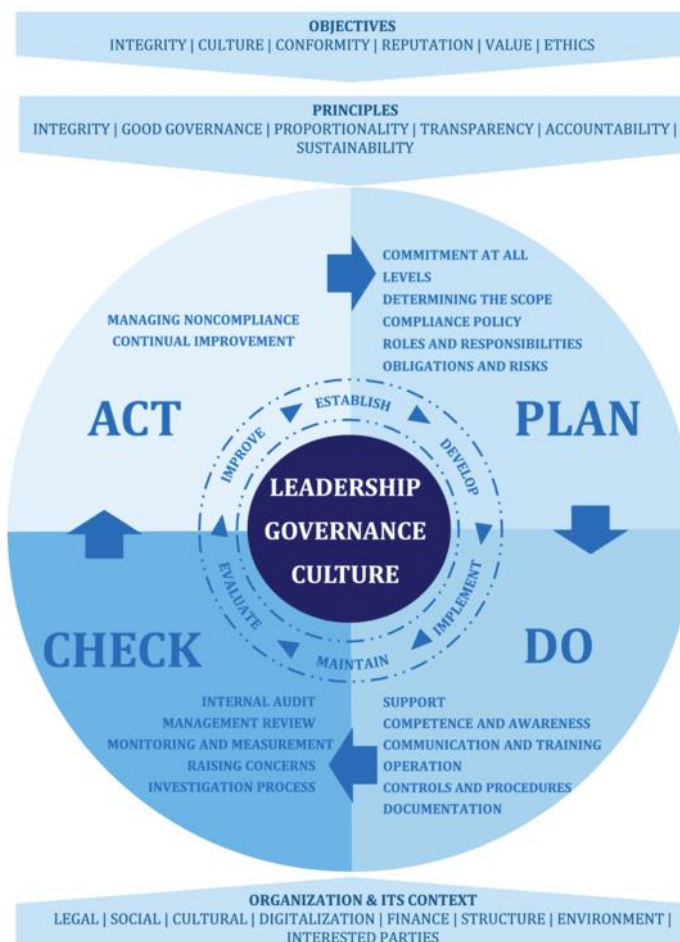 OBJECTIVES
INTEGRITY | CULTURE | CONFORMITY | REPUTATION | VALUE | ETHICS
PRINCIPLES
INTEGRITY | GOOD GOVERNANCE | PROPORTIONALITY | TRANSPARENCY | ACCOUNTABILITY |
SUSTAINABILITY
MANAGING NONCOMPLIANCE
CONTINUAL IMPROVEMENT
ACT
COMMITMENT AT ALL
LEVELS
DETERMINING THE SCOPE
COMPLIANCE POLICY
ROLES AND RESPONSIBILITIES
OBLIGATIONS AND RISKS
PLAN
ESTABLISH
DEVELOP
IMPLEMENT
MAINTAIN
EVALUATE
IMPROVE
LEADERSHIP
GOVERNANCE
CULTURE
CHECK
INTERNAL AUDIT
MANAGEMENT REVIEW
MONITORING AND MEASUREMENT
RAISING CONCERNS
INVESTIGATION PROCESS
DO
SUPPORT
COMPETENCE AND AWARENESS
COMMUNICATION AND TRAINING
OPERATION
CONTROLS AND PROCEDURES
DOCUMENTATION
ORGANIZATION & ITS CONTEXT
LEGAL | SOCIAL | CULTURAL | DIGITALIZATION | FINANCE | STRUCTURE | ENVIRONMENT |
INTERESTED PARTIES